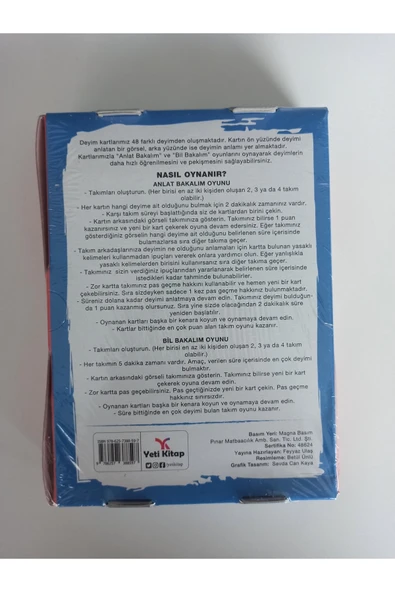 Deyim kartlarımız 48 farklı deyimden oluşmaktadır. Kartın ön yüzünde deyimi
anlatan bir görsel, arka yüzünde ise deyimin anlamı yer almaktadır.
Kartlarımızla "Anlat Bakalım" ve "Bil Bakalım" oyunlarını oynayarak deyimlerin
daha hızlı öğrenilmesini ve pekişmesini sağlayabilirsiniz.
NASIL OYNANIR?
ANLAT BAKALIM OYUNU
- Takımları oluşturun. (Her birisi en az iki kişiden oluşan 2, 3 ya da 4 takım
olabilir.)
- Her kartın hangi deyime ait olduğunu bulmak için 2 dakikalık zamanınız vardır.
- Karşı takım süreyi başlattığında siz de kartlardan birini çekin.
- Kartın arkasındaki görseli takımınıza gösterin. Takımınız bilirse 1 puan
kazanırsınız ve yeni bir kart çekerek oyuna devam edersiniz. Eğer takımınız
gösterdiğiniz görselin hangi deyime ait olduğunu belirlenen süre içerisinde
bulamazlarsa sıra diğer takıma geçer.
- Takım arkadaşlarınıza deyimin ne olduğunu anlamaları için kartta bulunan yasaklı
kelimeleri kullanmadan ipuçları vererek onlara yardımcı olun. Eğer yanlışlıkla
yasaklı kelimelerden birisini kullanırsanız sıra diğer takıma geçer.
- Takımınız sizin verdiğiniz ipuçlarından yararlanarak belirlenen süre içerisinde
istedikleri kadar tahminde bulunabilir.
- Zor kartta takımınız pas geçme hakkını kullanabilir ve hemen yeni bir kart
çekebilirsiniz. Sıra sizdeyken sadece 1 kez pas geçme hakkınız bulunmaktadır.
- Süreniz dolana kadar deyimi anlatmaya devam edin. Takımınız deyimi bulduğun-
da 1 puan kazanmış olursunuz. Sıra yine sizde olacağından 2 dakikalık süre
yeniden başlatılır.
- Oynanan kartları başka bir kenara koyun ve oynamaya devam edin.
- Kartlar bittiğinde en çok puan alan takım oyunu kazanır.
BİL BAKALIM OYUNU
- Takımları oluşturun. (Her birisi en az iki kişiden oluşan 2, 3 ya da 4 takım
olabilir.)
- Her takımın 5 dakika zamanı vardır. Amaç, verilen süre içerisinde en çok deyimi
bulmaktır.
- Kartın arkasındaki görseli takımınıza gösterin. Takımınız bilirse yeni bir kart
çekerek oyuna devam edin.
- Zor kartta pas geçebilirsiniz. Pas geçtiğinizde yeni bir kart çekin. Pas geçme
hakkınız sınırsızdır.
- Oynanan kartları başka bir kenara koyun ve oynamaya devam edin.
- Süre bittiğinde en çok deyimi bulan takım oyunu kazanır.
Yeti Kitap
Basım Yeri: Magna Basım
Pınar Matbaacılık Amb. San. Tic. Ltd. Şti.
Sertifika No: 48624
Yayına Hazırlayan: Feyyaz Ulaş
Resimleme: Betül Ünlü
Grafik Tasarım: Sevda Can Kaya